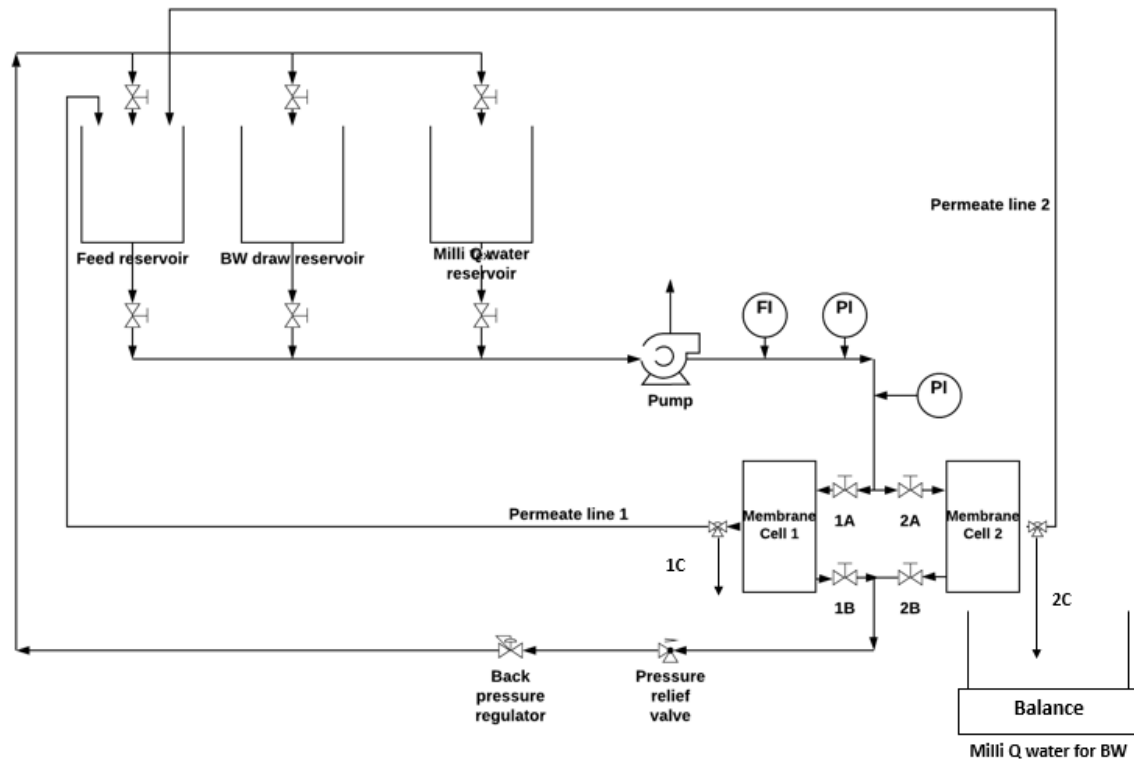 Permeate line 2
Feed reservoir
BW draw reservoir
Milli Q water
reservoir
FI
PI
Pump
PI
Permeate line 1
Membrane
Cell 1
1A
2A
Membrane
Cell 2
1C
1B
2B
2C
Back
pressure
regulator
Pressure
relief
valve
Balance
Milli Q water for BW